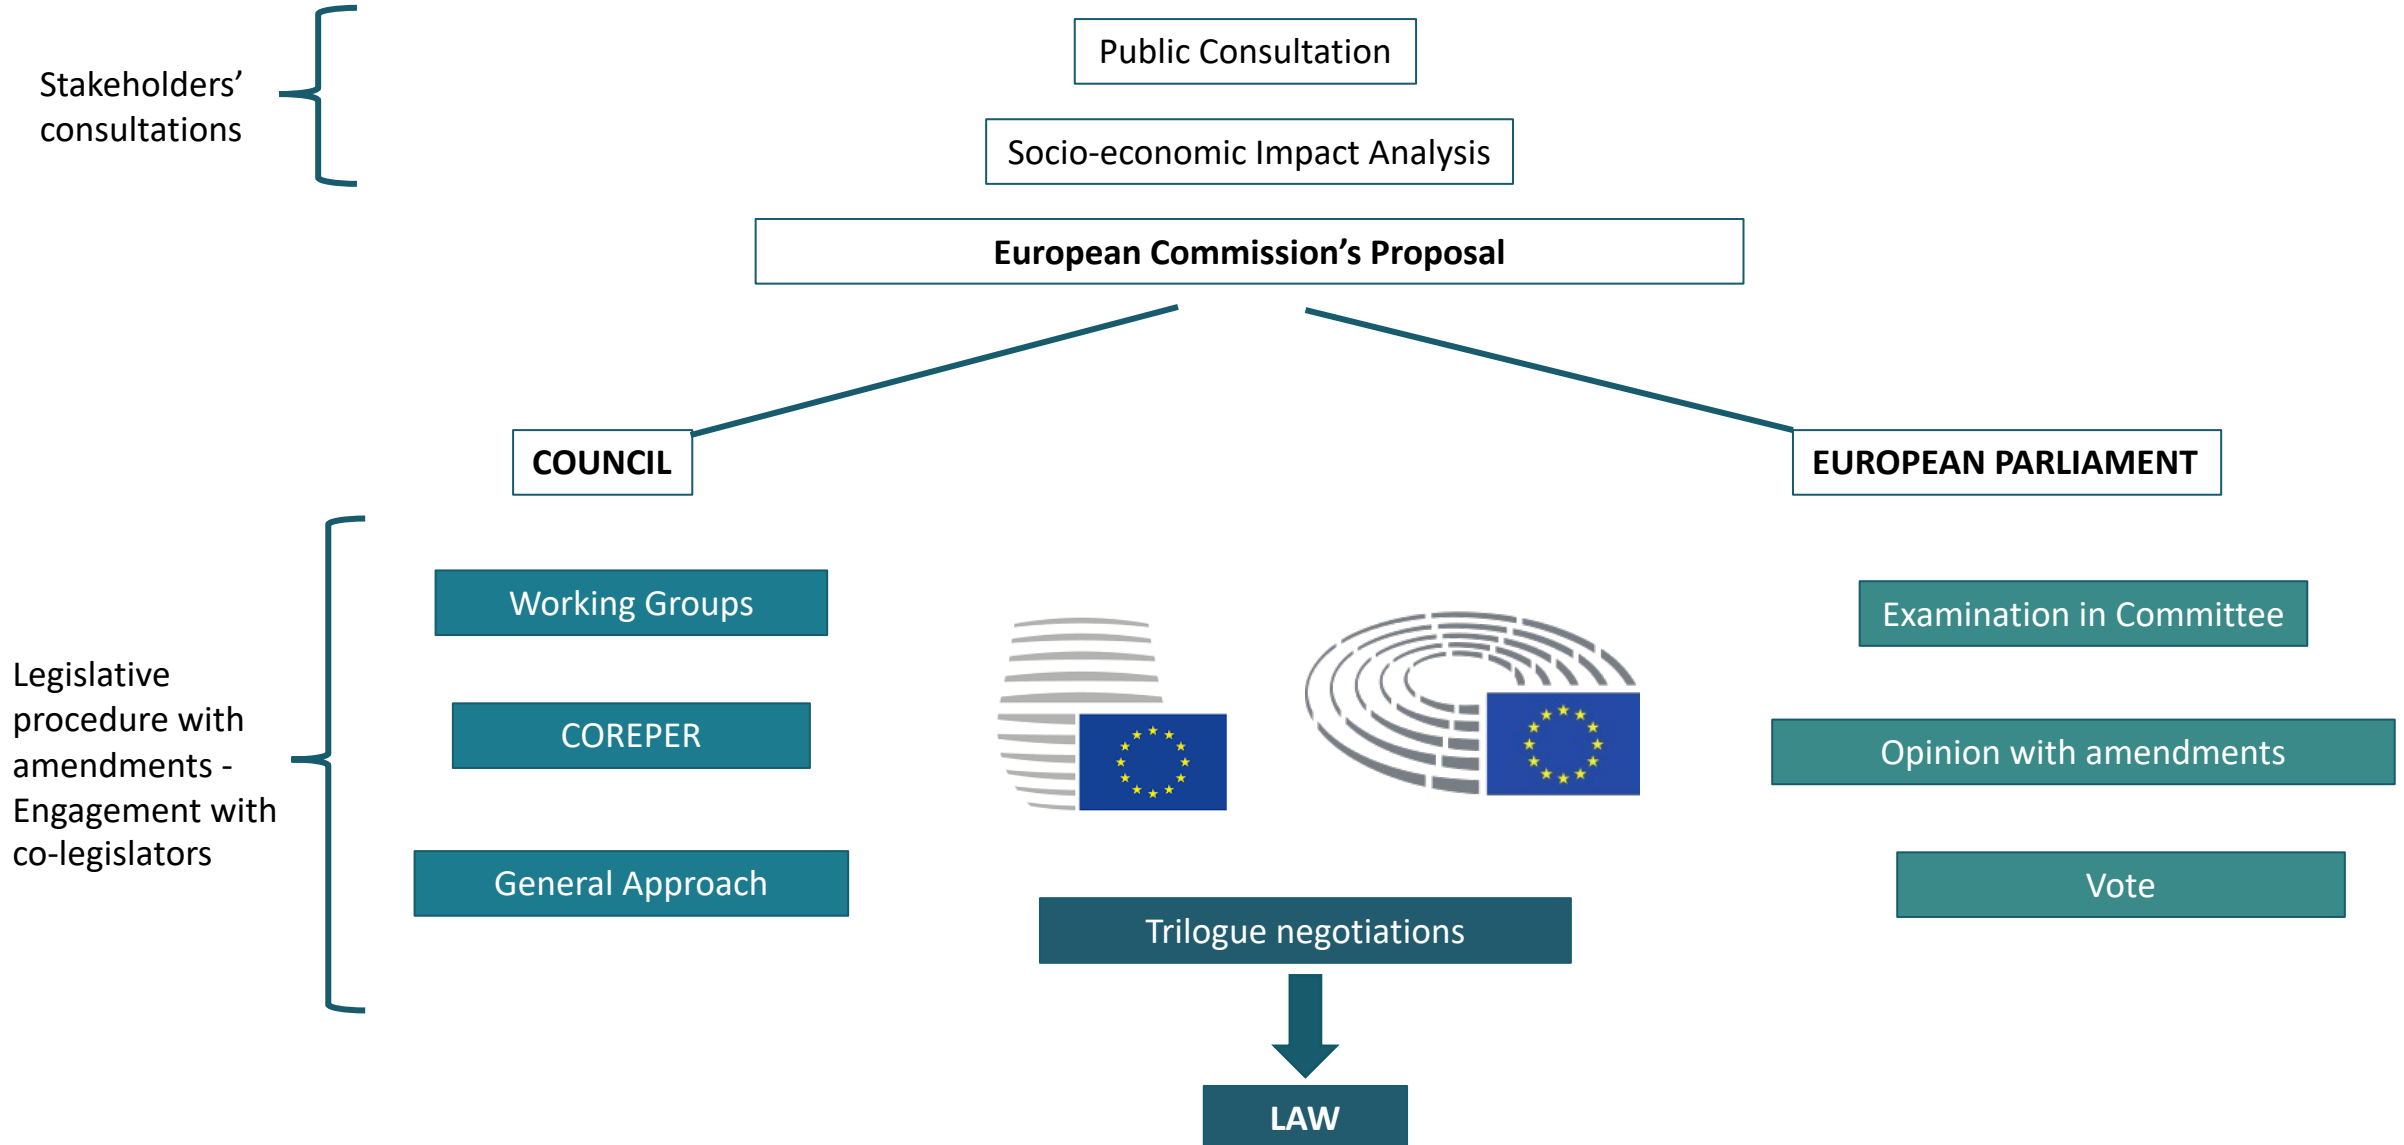 Stakeholders’
consultations
Public Consultation
Socio-economic Impact Analysis
European Commission’s Proposal
COUNCIL
EUROPEAN PARLIAMENT
Legislative
procedure with
amendments -
Engagement with
co-legislators
Working Groups
COREPER
General Approach
Examination in Committee
Opinion with amendments
Vote
Trilogue negotiations
LAW